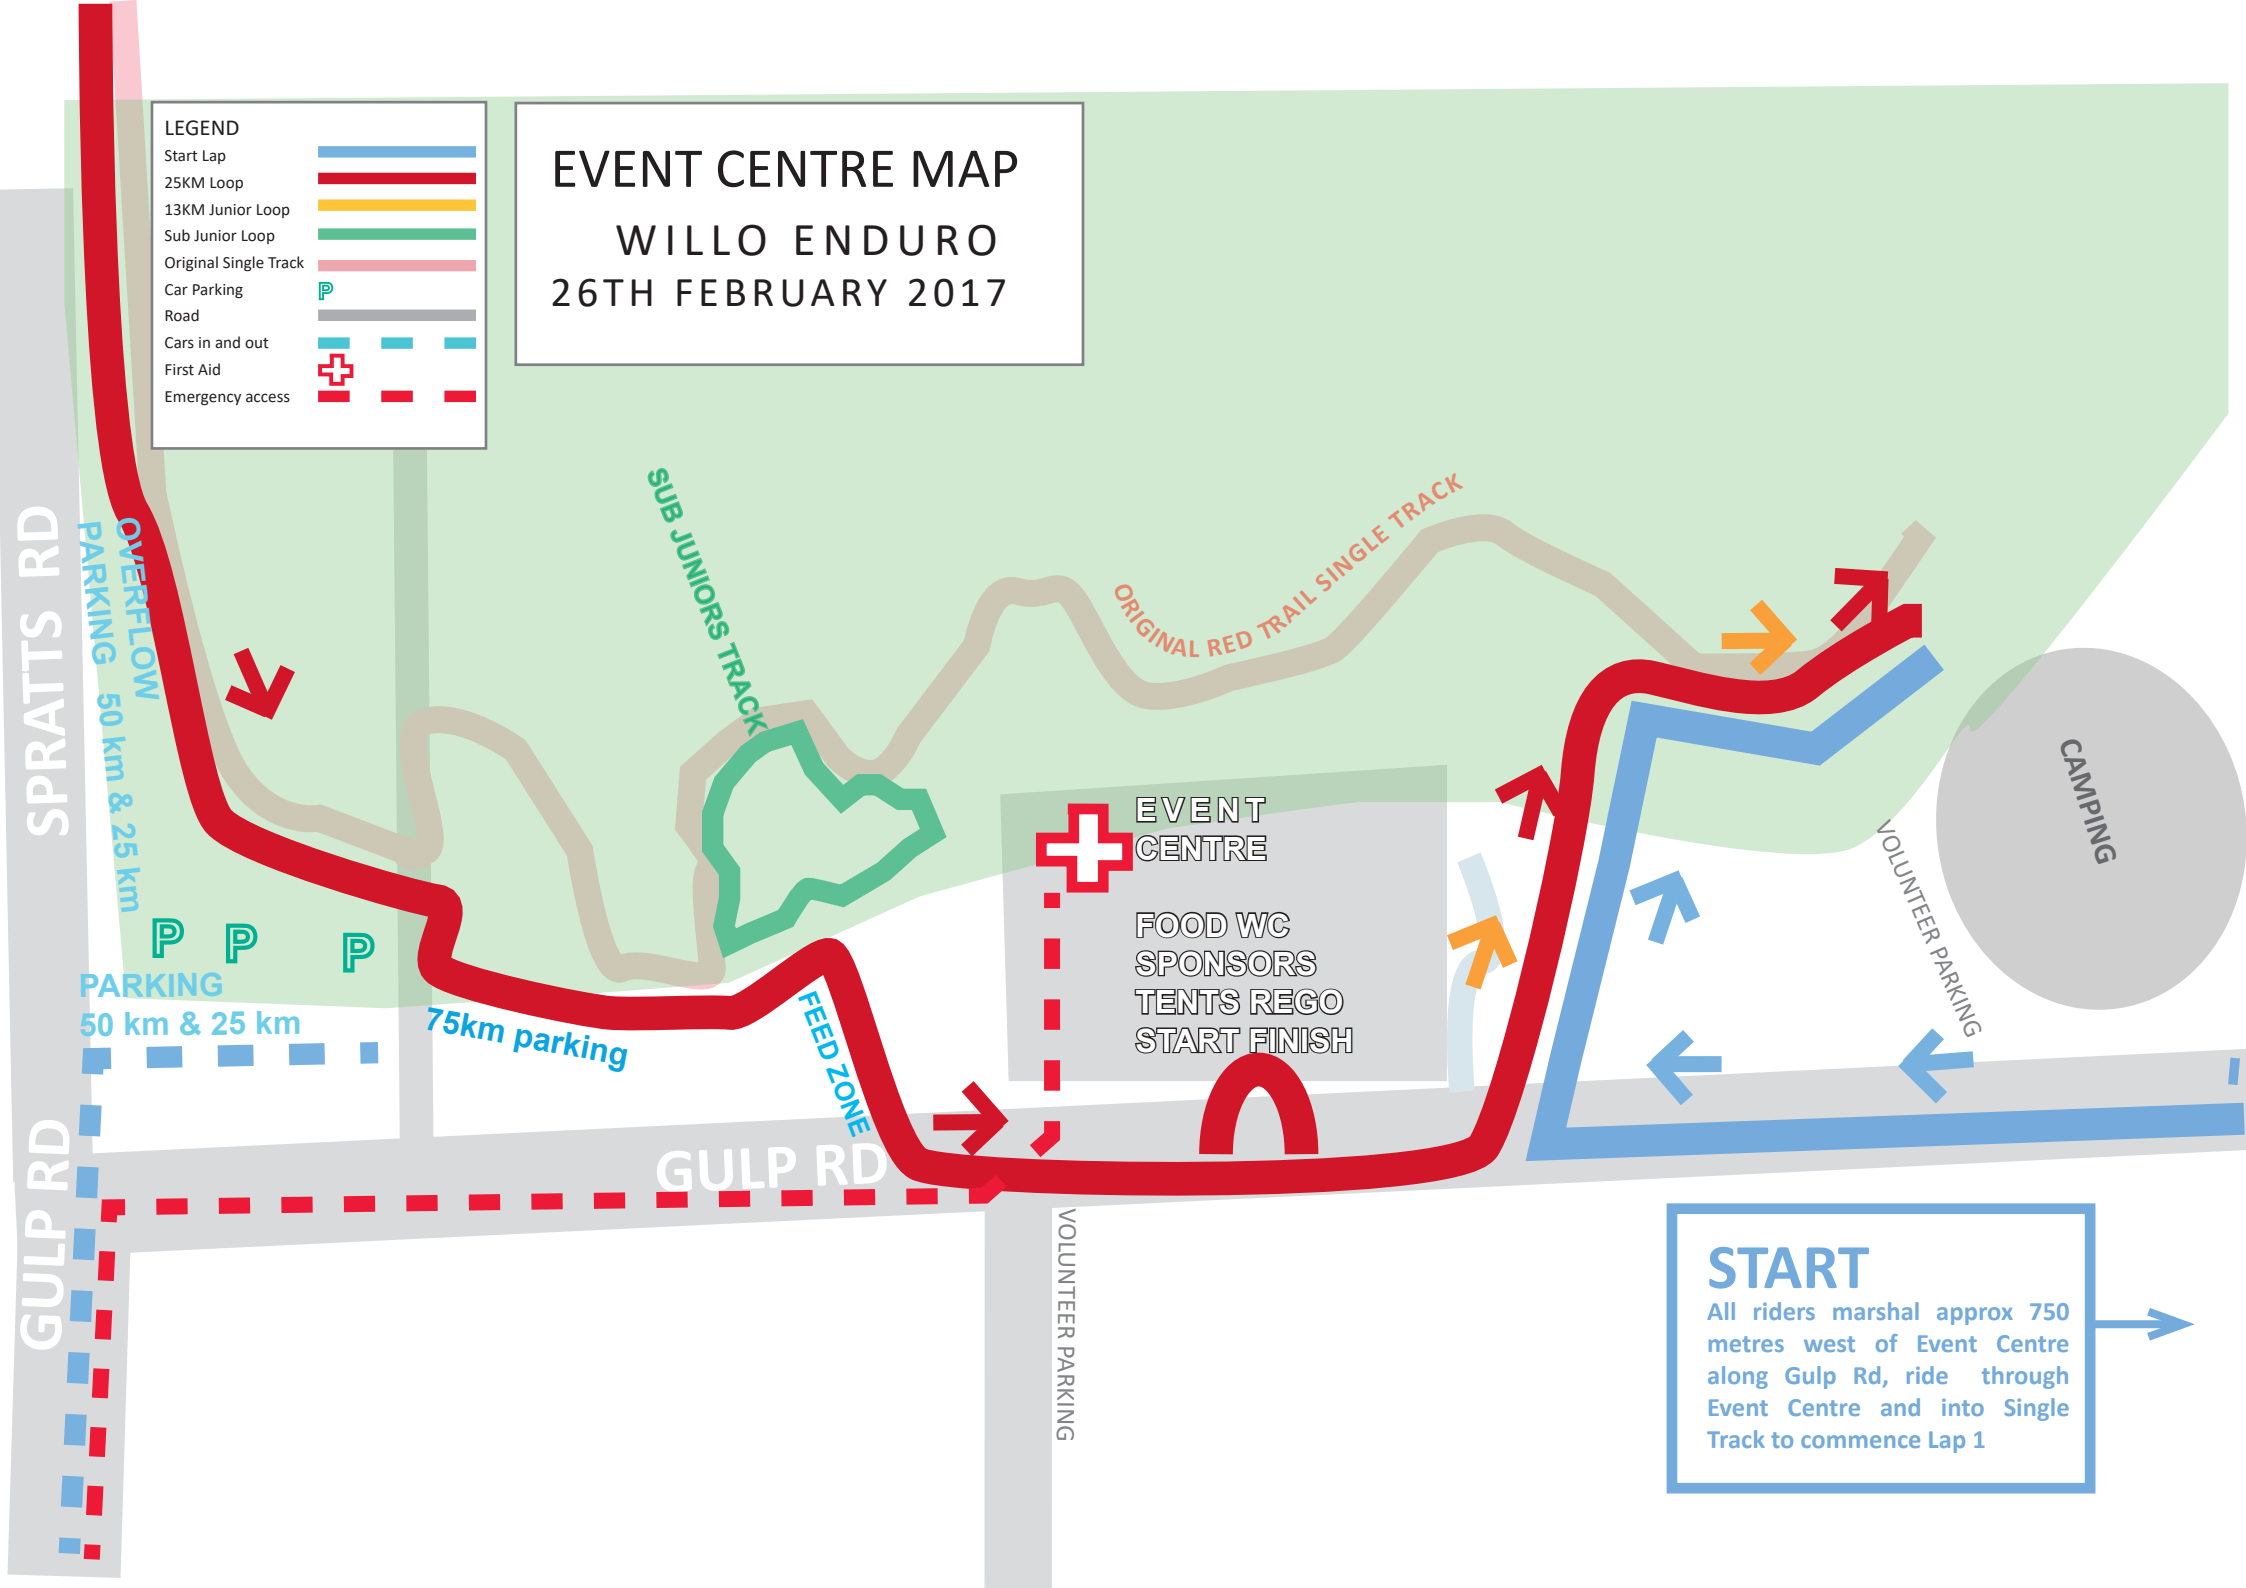 LEGEND
Start Lap
25KM Loop
13KM Junior Loop
Sub Junior Loop
Original Single Track
Car Parking
P
Road
Cars in and out
First Aid
Emergency access
EVENT CENTRE MAP
WILLO ENDURO
26TH FEBRUARY 2017
SPRATTS RD
OVERFLOW
PARKING 50 km & 25 km
SUB JUNIORS TRACK
ORIGINAL RED TRAIL SINGLE TRACK
CAMPING
VOLUNTEER PARKING
EVENT
CENTRE
FOOD WC
SPONSORS
TENTS REGO
START FINISH
P P P
PARKING
50 km & 25 km
75km parking
FEED ZONE
GULP RD
GULP RD
VOLUNTEER PARKING
START
All riders marshal approx 750
metres west of Event Centre
along Gulp Rd, ride through
Event Centre and into Single
Track to commence Lap 1